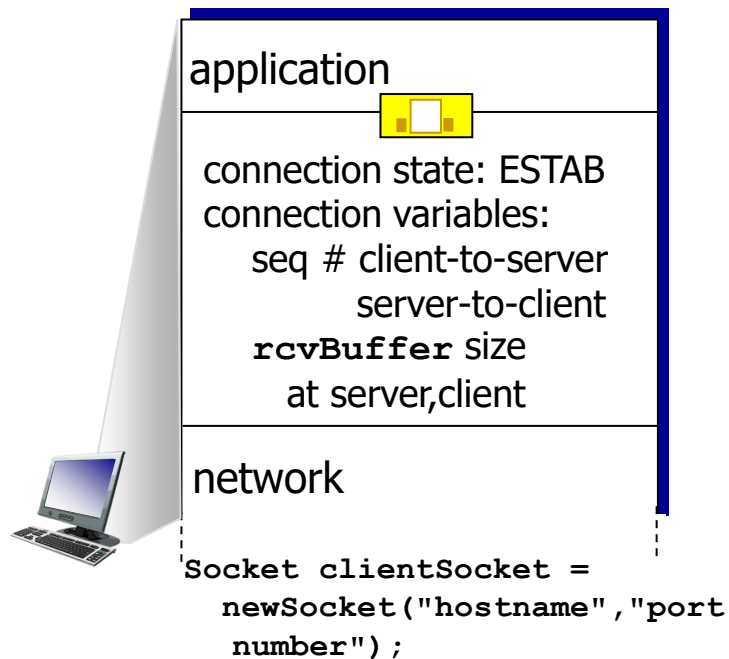 application
connection state: ESTAB
connection variables:
seq # client-to-server
server-to-client
rcvBuffer size
at server,client
network
Socket clientSocket =
newSocket("hostname","port
number");